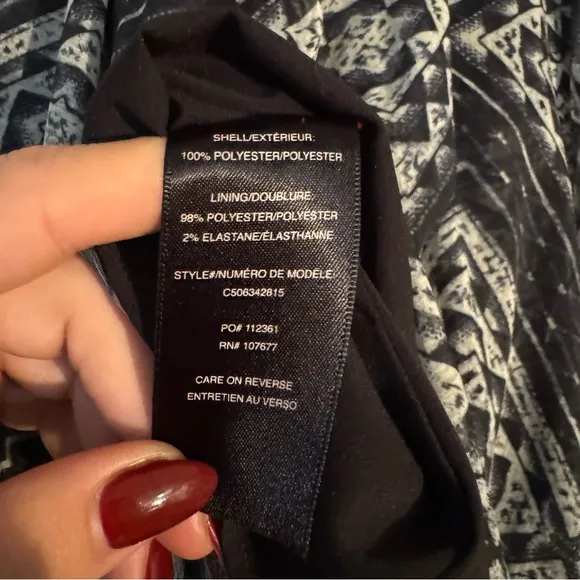 SHELL/EXTÉRIEUR:
100% POLYESTER/POLYESTER
LINING/DOUBLURE:
98% POLYESTER/POLYESTER
2% ELASTANE/ÉLASTHANNE
STYLE#/NUMÉRO DE MODÈLE:
C506342815
PO# 112361
RN# 107677
CARE ON REVERSE
ENTRETIEN AU VERSO